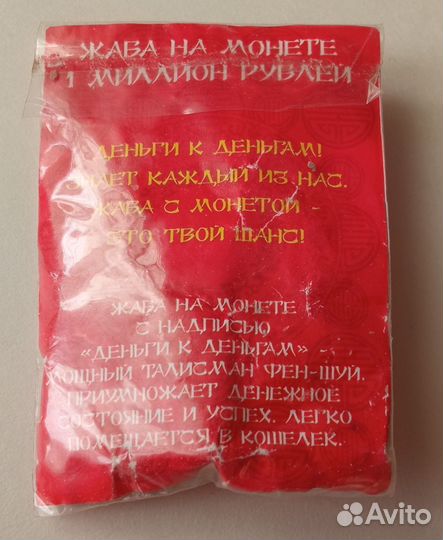 ЖАБА НА МОНЕТЕ
1 МИЛЛИОН РУБЛЕЙ
ДЕНЬГИ К ДЕНЬГАМ!
ЗНАЕТ КАЖДЫЙ ИЗ НАС.
ЖАБА С МОНЕТОЙ -
ЭТО ТВОЙ ШАНС!
ЖАБА НА МОНЕТЕ
С НАДПИСЬЮ
«ДЕНЬГИ К ДЕНЬГАМ»
МОЩНЫЙ ТАЛИСМАН ФЕН-ШУЙ.
ПРИУМНОЖАЕТ ДЕНЕЖНОЕ
СОСТОЯНИЕ И УСПЕХ. ЛЕГКО
ПОМЕЩАЕТСЯ В КОШЕЛЕК.
Avito